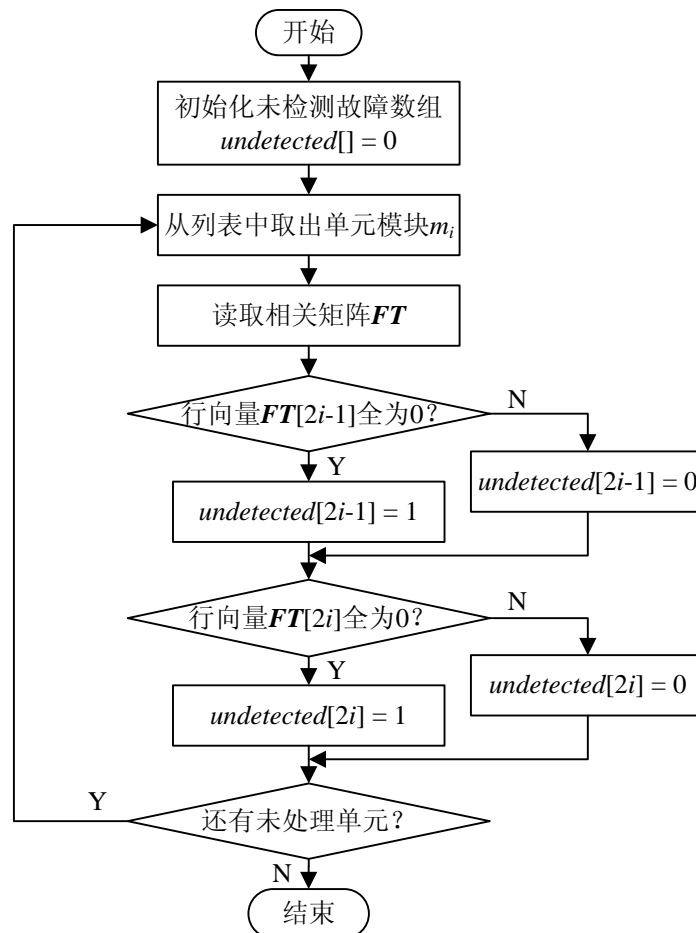 开始
初始化未检测故障数组
undetected[] = 0
从列表中取出单元模块mᵢ
读取相关矩阵FT
行向量FT[2i-1]全为0？
N
Y
undetected[2i-1] = 0
undetected[2i-1] = 1
行向量FT[2i]全为0？
N
Y
undetected[2i] = 0
undetected[2i] = 1
Y
还有未处理单元？
N
结束